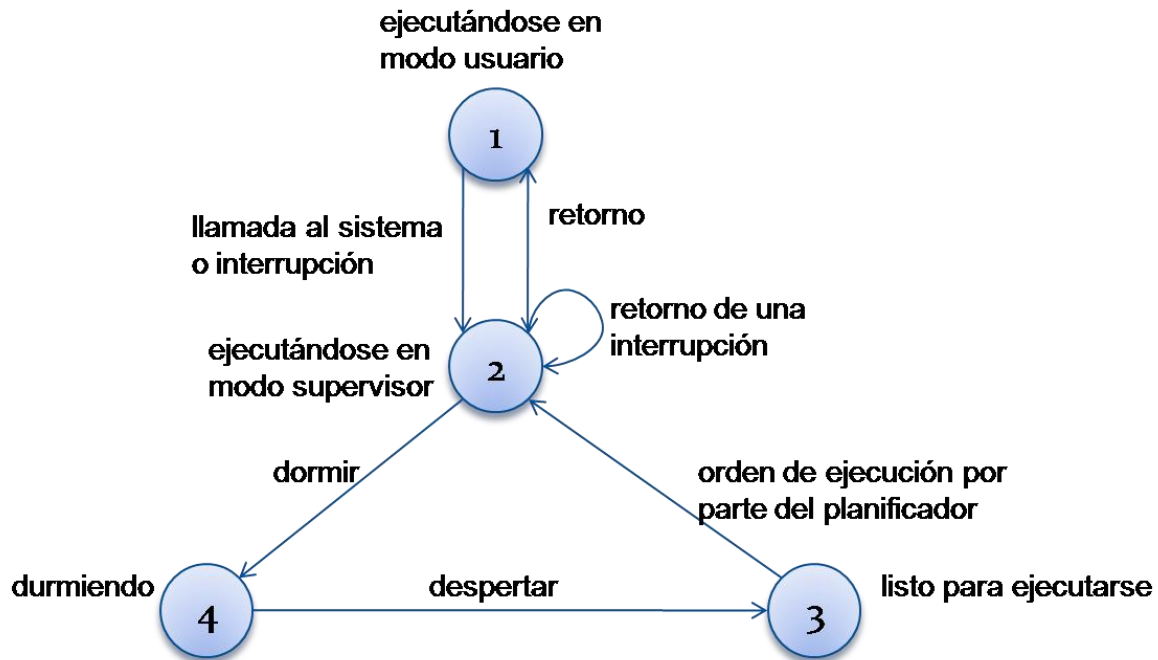 ejecutándose en
modo usuario
1
llamada al sistema
o interrupción
retorno
retorno de una
interrupción
ejecutándose en
modo supervisor
2
dormir
orden de ejecución por
parte del planificador
durmiendo
4
despertar
3
listo para ejecutarse